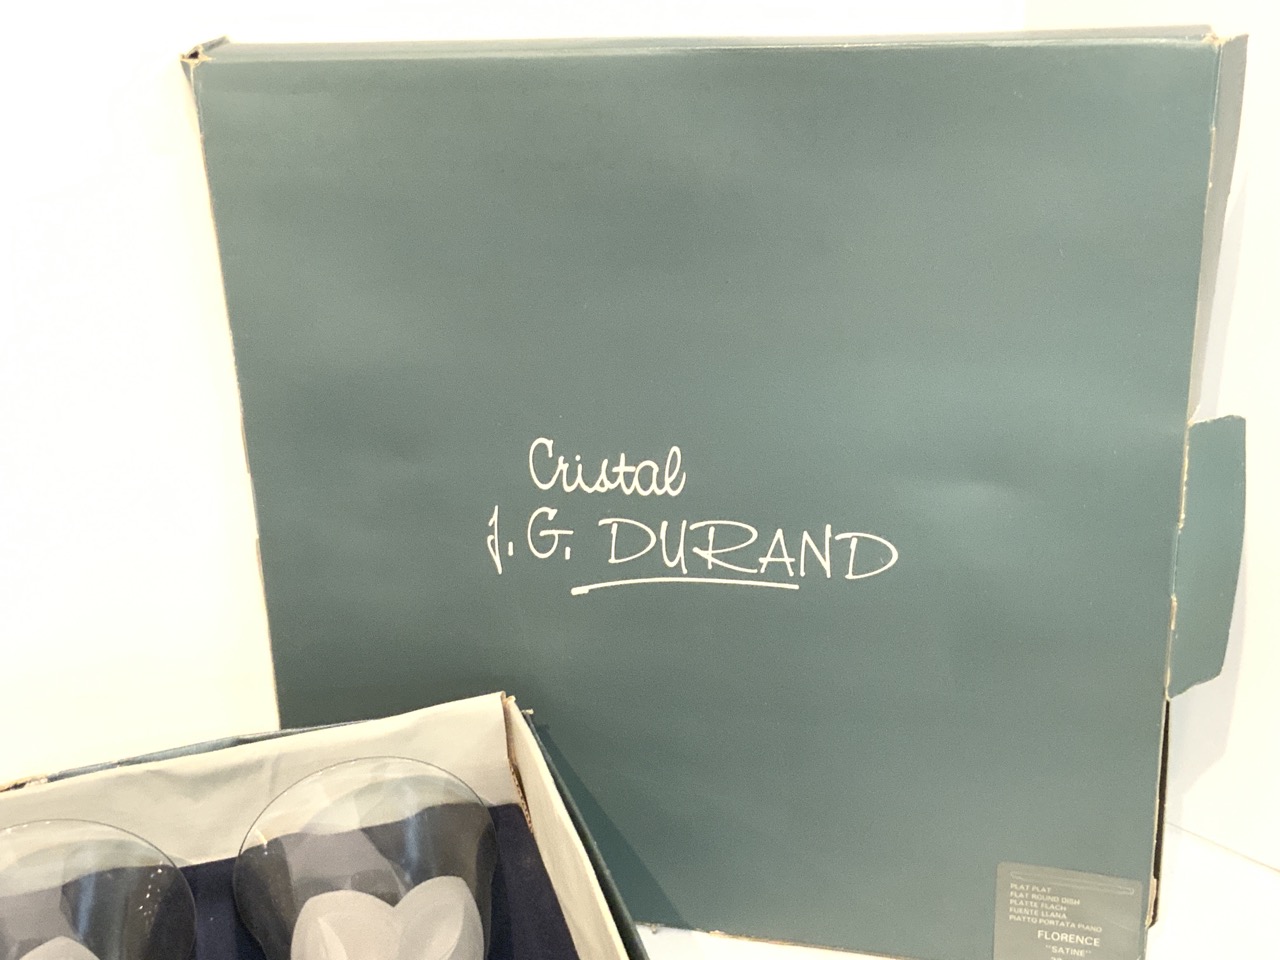 Cristal
J. G. DURAND
PLAT PLAT
FLAT ROUND DISH
PLATTE FLACH
FUENTE LLANA
PIATTO PORTATA PIANO
FLORENCE
"SATINE"